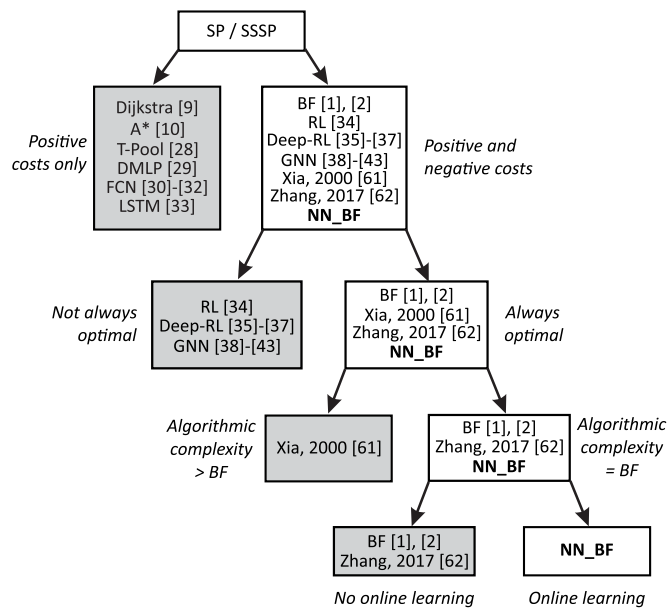 SP / SSSP
Positive
costs only
Dijkstra [9]
A* [10]
T-Pool [28]
DMLP [29]
FCN [30]-[32]
LSTM [33]
BF [1], [2]
RL [34]
Deep-RL [35]-[37]
GNN [38]-[43]
Xia, 2000 [61]
Zhang, 2017 [62]
NN_BF
Positive and
negative costs
Not always
optimal
RL [34]
Deep-RL [35]-[37]
GNN [38]-[43]
BF [1], [2]
Xia, 2000 [61]
Zhang, 2017 [62]
NN_BF
Always
optimal
Algorithmic
complexity
> BF
Xia, 2000 [61]
BF [1], [2]
Zhang, 2017 [62]
NN_BF
Algorithmic
complexity
= BF
BF [1], [2]
Zhang, 2017 [62]
NN_BF
No online learning
Online learning